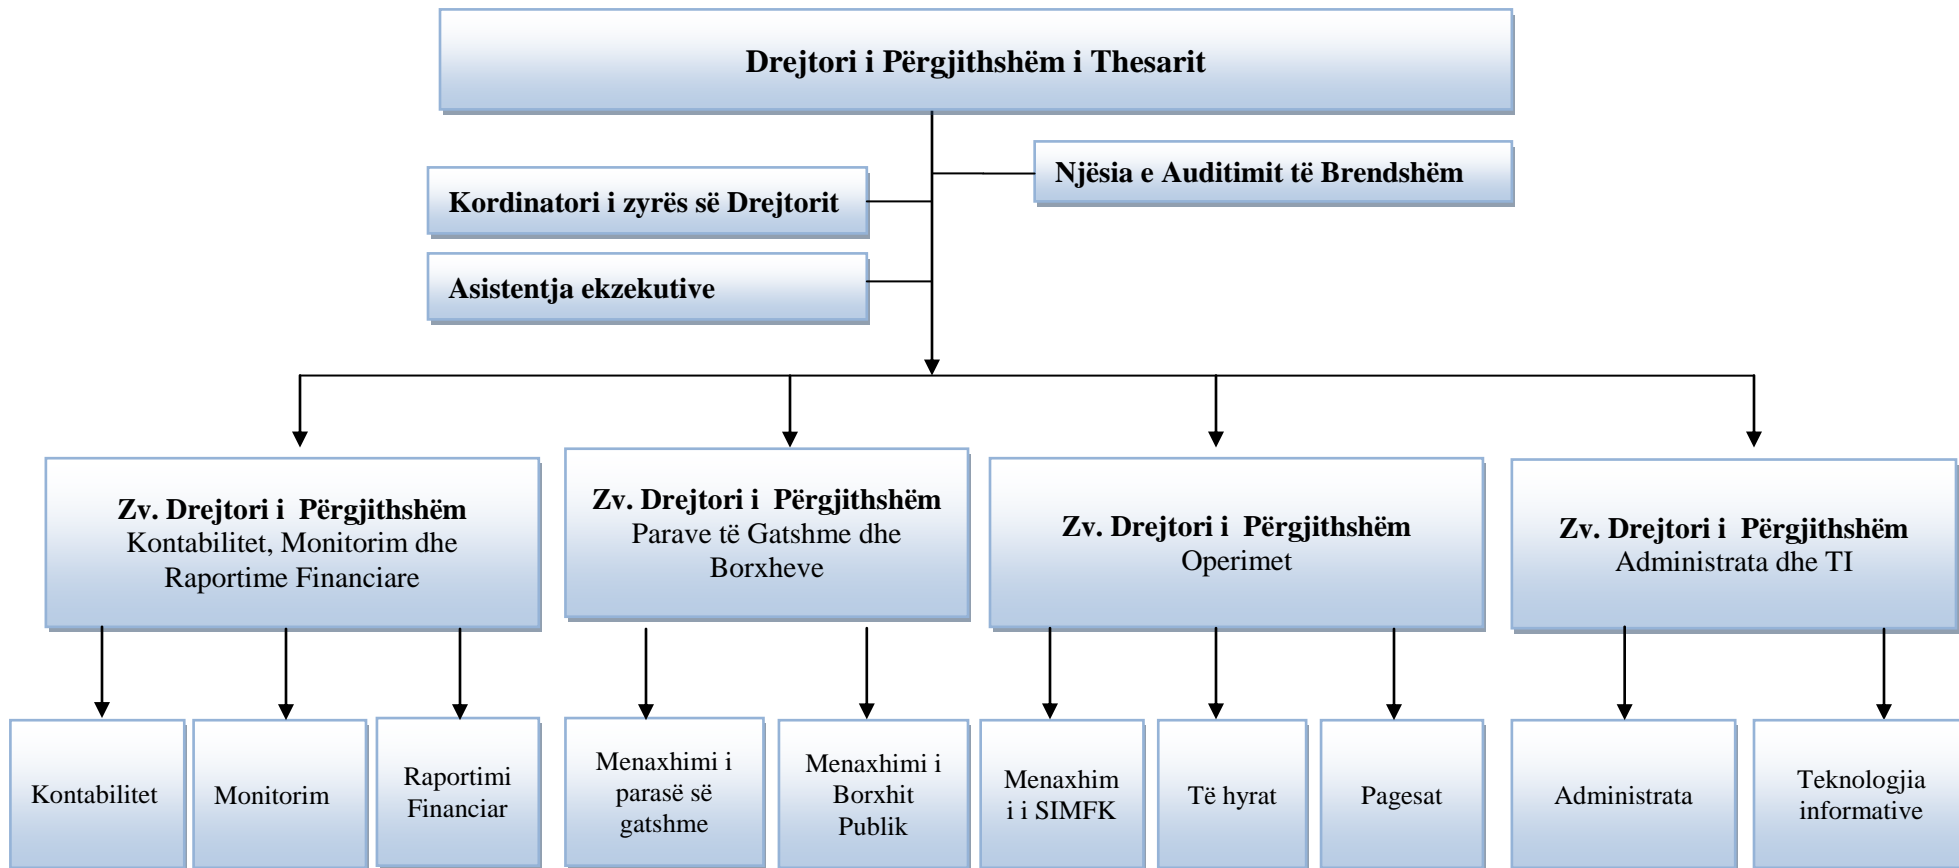 Drejtori i Përgjithshëm i Thesarit
Njësia e Auditimit të Brendshëm
Kordinatori i zyrës së Drejtorit
Asistentja ekzekutive
Zv. Drejtori i Përgjithshëm
Kontabilitet, Monitorim dhe
Raportime Financiare
Zv. Drejtori i Përgjithshëm
Parave të Gatshme dhe
Borxheve
Zv. Drejtori i Përgjithshëm
Operimet
Zv. Drejtori i Përgjithshëm
Administrata dhe TI
Kontabilitet
Monitorim
Raportimi
Financiar
Menaxhimi i
parasë së
gatshme
Menaxhimi i
Borxhit
Publik
Menaxhim
i i SIMFK
Të hyrat
Pagesat
Administrata
Teknologjia
informative